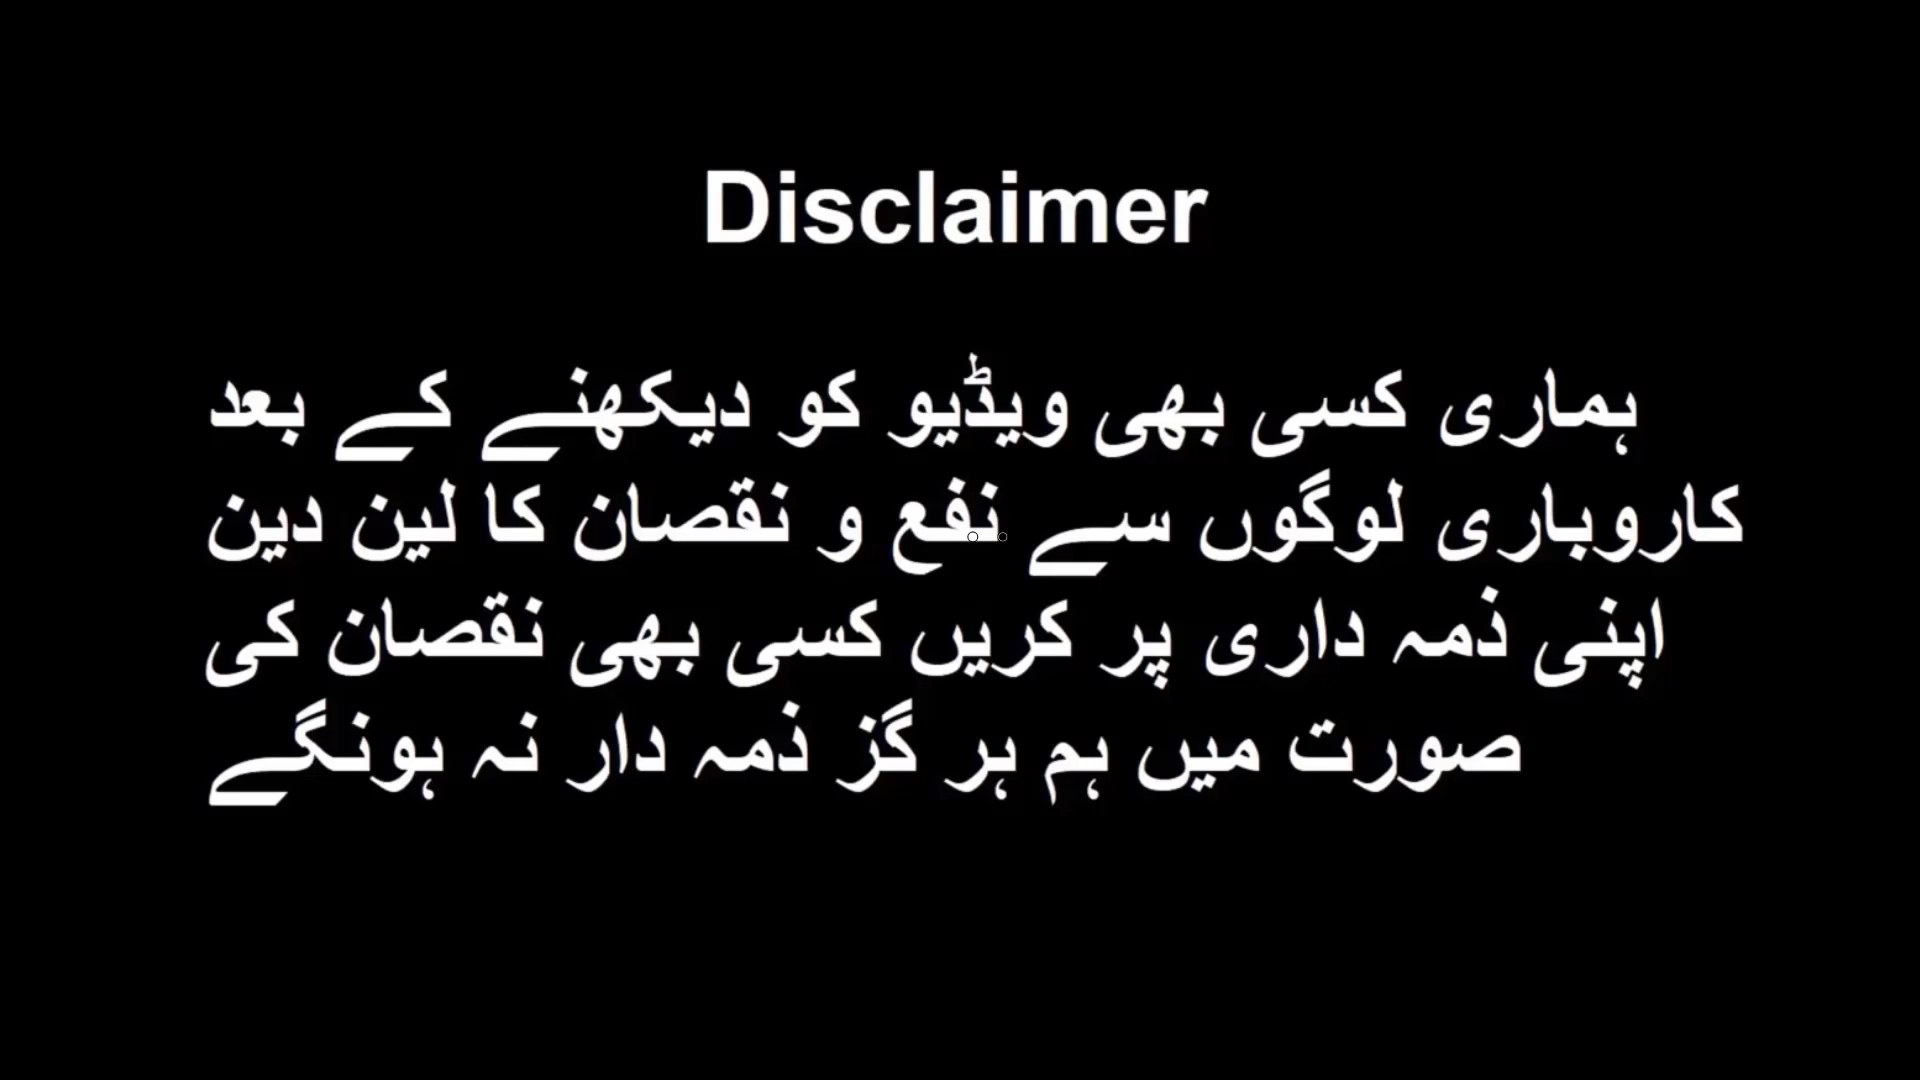 Disclaimer
ہماری کسی بھی ویڈیو کو دیکھنے کے بعد
کاروباری لوگوں سے نفع و نقصان کا لین دین
اپنی ذمہ داری پر کریں کسی بھی نقصان کی
صورت میں ہم ہر گز ذمہ دار نہ ہونگے